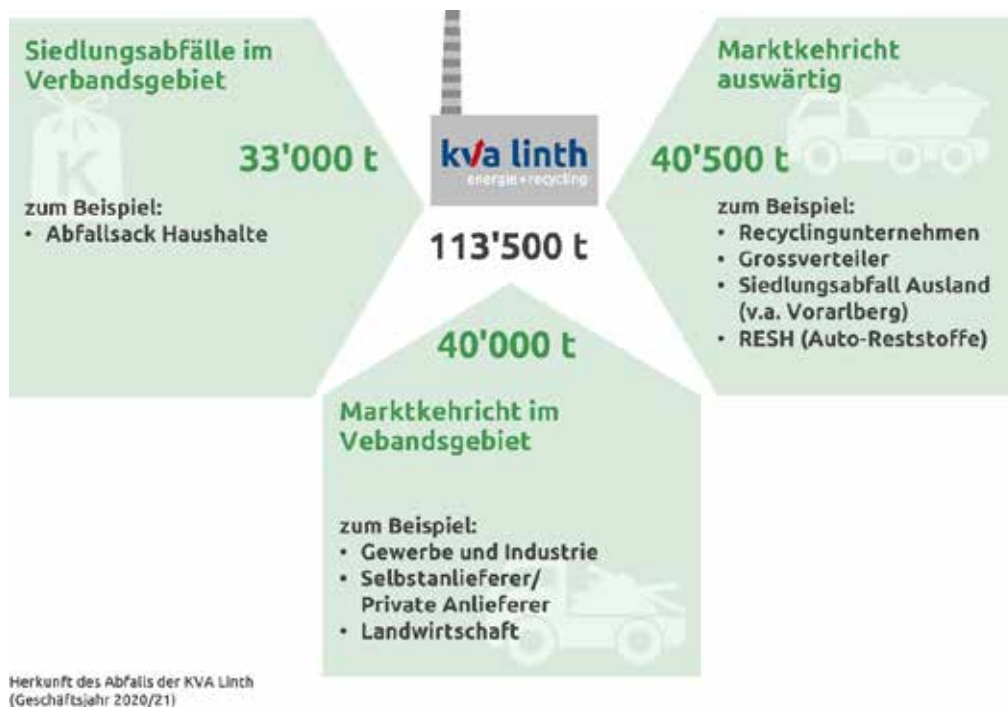 Siedlungsabfälle im
Verbandsgebiet
33'000 t
K
zum Beispiel:
• Abfallsack Haushalte
kva linth
energie+recycling
113'500 t
Marktkehricht
auswärtig
40'500 t
zum Beispiel:
• Recyclingunternehmen
• Grossverteiler
• Siedlungsabfall Ausland
(v.a. Vorarlberg)
• RESH (Auto-Reststoffe)
40'000 t
Marktkehricht im
Vebandsgebiet
zum Beispiel:
• Gewerbe und Industrie
• Selbstanlieferer/
Private Anlieferer
• Landwirtschaft
Herkunft des Abfalls der KVA Linth
(Geschäftsjahr 2020/21)